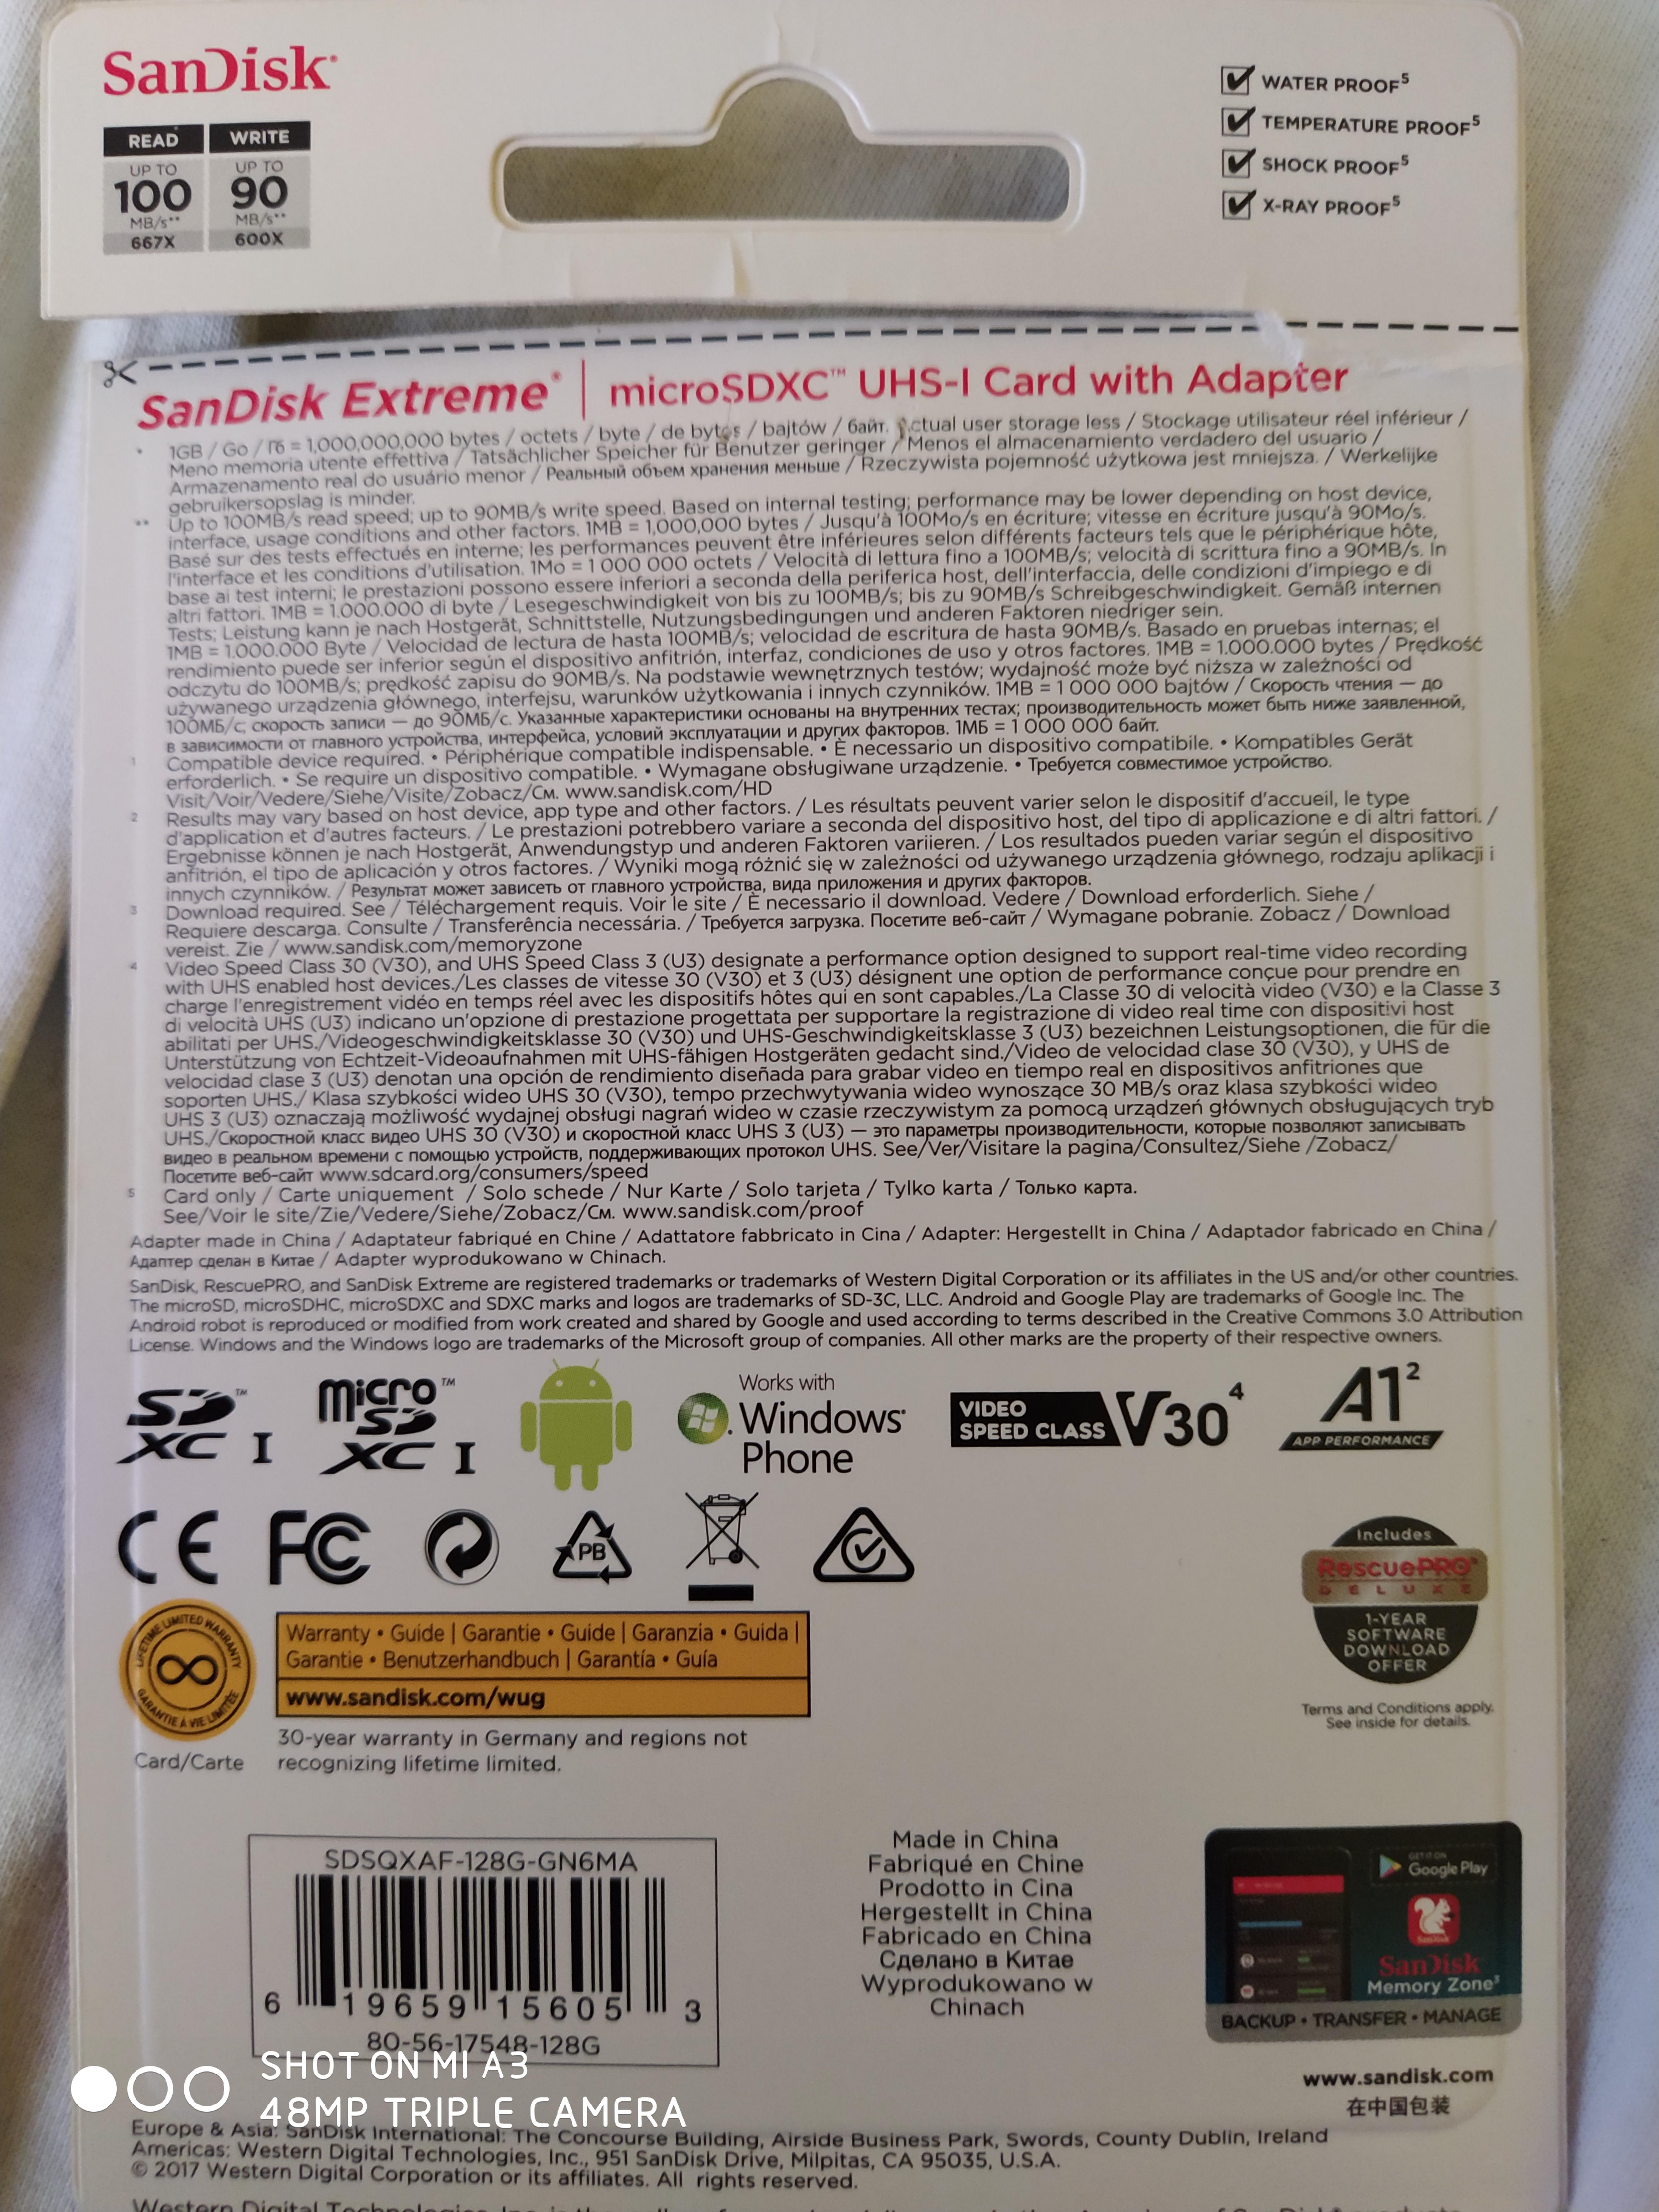 SanDisk®
READ WRITE
UP TO UP TO
100 90
MB/s** MB/s**
667X 600X
WATER PROOF⁵
TEMPERATURE PROOF⁵
SHOCK PROOF⁵
X-RAY PROOF⁵
SanDisk Extreme® | microSDXC™ UHS-I Card with Adapter
* 1GB / Go / Гб = 1,000,000,000 bytes / octets / byte / de bytes / bajtów / байт. Actual user storage less / Stockage utilisateur réel inférieur /
Meno memoria utente effettiva / Tatsächlicher Speicher für Benutzer geringer / Menos el almacenamiento verdadero del usuario /
Armazenamento real do usuário menor / Реальный объем хранения меньше / Rzeczywista pojemność użytkowa jest mniejsza. / Werkelijke
gebruikersopslag is minder.
** Up to 100MB/s read speed; up to 90MB/s write speed. Based on internal testing; performance may be lower depending on host device,
interface, usage conditions and other factors. 1MB = 1,000,000 bytes / Jusqu'à 100Mo/s en écriture; vitesse en écriture jusqu'à 90Mo/s.
Basé sur des tests effectués en interne; les performances peuvent être inférieures selon différents facteurs tels que le périphérique hôte,
l'interface et les conditions d'utilisation. 1Mo = 1 000 000 octets / Velocità di lettura fino a 100MB/s; velocità di scrittura fino a 90MB/s. In
base ai test interni; le prestazioni possono essere inferiori a seconda della periferica host, dell'interfaccia, delle condizioni d'impiego e di
altri fattori. 1MB = 1.000.000 di byte / Lesegeschwindigkeit von bis zu 100MB/s; bis zu 90MB/s Schreibgeschwindigkeit. Gemäß internen
Tests; Leistung kann je nach Hostgerät, Schnittstelle, Nutzungsbedingungen und anderen Faktoren niedriger sein.
1MB = 1.000.000 Byte / Velocidad de lectura de hasta 100MB/s; velocidad de escritura de hasta 90MB/s. Basado en pruebas internas; el
rendimiento puede ser inferior según el dispositivo anfitrión, interfaz, condiciones de uso y otros factores. 1MB = 1.000.000 bytes / Prędkość
odczytu do 100MB/s; prędkość zapisu do 90MB/s. Na podstawie wewnętrznych testów; wydajność może być niższa w zależności od
używanego urządzenia głównego, interfejsu, warunków użytkowania i innych czynników. 1MB = 1 000 000 bajtów / Скорость чтения — до
100МБ/с; скорость записи — до 90МБ/с. Указанные характеристики основаны на внутренних тестах; производительность может быть ниже заявленной,
в зависимости от главного устройства, интерфейса, условий эксплуатации и других факторов. 1МБ = 1 000 000 байт.
1 Compatible device required. • Périphérique compatible indispensable. • È necessario un dispositivo compatibile. • Kompatibles Gerät
erforderlich. • Se require un dispositivo compatible. • Wymagane obsługiwane urządzenie. • Требуется совместимое устройство.
Visit/Voir/Vedere/Siehe/Visite/Zobacz/См. www.sandisk.com/HD
2 Results may vary based on host device, app type and other factors. / Les résultats peuvent varier selon le dispositif d'accueil, le type
d'application et d'autres facteurs. / Le prestazioni potrebbero variare a seconda del dispositivo host, del tipo di applicazione e di altri fattori. /
Ergebnisse können je nach Hostgerät, Anwendungstyp und anderen Faktoren variieren. / Los resultados pueden variar según el dispositivo
anfitrión, el tipo de aplicación y otros factores. / Wyniki mogą różnić się w zależności od używanego urządzenia głównego, rodzaju aplikacji i
innych czynników. / Результат может зависеть от главного устройства, вида приложения и других факторов.
3 Download required. See / Téléchargement requis. Voir le site / È necessario il download. Vedere / Download erforderlich. Siehe /
Requiere descarga. Consulte / Transferência necessária. / Требуется загрузка. Посетите веб-сайт / Wymagane pobranie. Zobacz / Download
vereist. Zie / www.sandisk.com/memoryzone
4 Video Speed Class 30 (V30), and UHS Speed Class 3 (U3) designate a performance option designed to support real-time video recording
with UHS enabled host devices./Les classes de vitesse 30 (V30) et 3 (U3) désignent une option de performance conçue pour prendre en
charge l'enregistrement vidéo en temps réel avec les dispositifs hôtes qui en sont capables./La Classe 30 di velocità video (V30) e la Classe 3
di velocità UHS (U3) indicano un'opzione di prestazione progettata per supportare la registrazione di video real time con dispositivi host
abilitati per UHS./Videogeschwindigkeitsklasse 30 (V30) und UHS-Geschwindigkeitsklasse 3 (U3) bezeichnen Leistungsoptionen, die für die
Unterstützung von Echtzeit-Videoaufnahmen mit UHS-fähigen Hostgeräten gedacht sind./Video de velocidad clase 30 (V30), y UHS de
velocidad clase 3 (U3) denotan una opción de rendimiento diseñada para grabar video en tiempo real en dispositivos anfitriones que
soporten UHS./ Klasa szybkości wideo UHS 30 (V30), tempo przechwytywania wideo wynoszące 30 MB/s oraz klasa szybkości wideo
UHS 3 (U3) oznaczają możliwość wydajnej obsługi nagrań wideo w czasie rzeczywistym za pomocą urządzeń głównych obsługujących tryb
UHS./Скоростной класс видео UHS 30 (V30) и скоростной класс UHS 3 (U3) — это параметры производительности, которые позволяют записывать
видео в реальном времени с помощью устройств, поддерживающих протокол UHS. See/Ver/Visitare la pagina/Consultez/Siehe /Zobacz/
Посетите веб-сайт www.sdcard.org/consumers/speed
5 Card only / Carte uniquement / Solo schede / Nur Karte / Solo tarjeta / Tylko karta / Только карта.
See/Voir le site/Zie/Vedere/Siehe/Zobacz/См. www.sandisk.com/proof
Adapter made in China / Adaptateur fabriqué en Chine / Adattatore fabbricato in Cina / Adapter: Hergestellt in China / Adaptador fabricado en China /
Адаптер сделан в Китае / Adapter wyprodukowano w Chinach.
SanDisk, RescuePRO, and SanDisk Extreme are registered trademarks or trademarks of Western Digital Corporation or its affiliates in the US and/or other countries.
The microSD, microSDHC, microSDXC and SDXC marks and logos are trademarks of SD-3C, LLC. Android and Google Play are trademarks of Google Inc. The
Android robot is reproduced or modified from work created and shared by Google and used according to terms described in the Creative Commons 3.0 Attribution
License. Windows and the Windows logo are trademarks of the Microsoft group of companies. All other marks are the property of their respective owners.
SD XC I™
micro SD XC I™
Works with
Windows®
Phone
VIDEO
SPEED CLASS V30⁴
A1²
APP PERFORMANCE
CE FC
PB
Includes
RescuePRO®
DELUXE
1-YEAR
SOFTWARE
DOWNLOAD
OFFER
Terms and Conditions apply.
See inside for details.
LIFETIME LIMITED WARRANTY
GARANTIE À VIE LIMITÉE
Card/Carte
Warranty • Guide | Garantie • Guide | Garanzia • Guida |
Garantie • Benutzerhandbuch | Garantía • Guía
www.sandisk.com/wug
30-year warranty in Germany and regions not
recognizing lifetime limited.
SDSQXAF-128G-GN6MA
6 19659 15605 3
80-56-17548-128G
Made in China
Fabriqué en Chine
Prodotto in Cina
Hergestellt in China
Fabricado en China
Сделано в Китае
Wyprodukowano w
Chinach
GET IT ON
Google Play
SanDisk
SanDisk
Memory Zone³
BACKUP • TRANSFER • MANAGE
www.sandisk.com
在中国包装
SHOT ON MI A3
48MP TRIPLE CAMERA
Europe & Asia: SanDisk International: The Concourse Building, Airside Business Park, Swords, County Dublin, Ireland
Americas: Western Digital Technologies, Inc., 951 SanDisk Drive, Milpitas, CA 95035, U.S.A.
© 2017 Western Digital Corporation or its affiliates. All rights reserved.